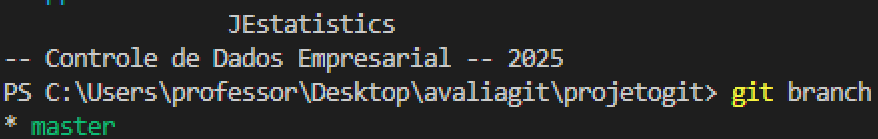 JEstatistics
-- Controle de Dados Empresarial -- 2025
PS C:\Users\professor\Desktop\avaliagit\projetogit> git branch
* master